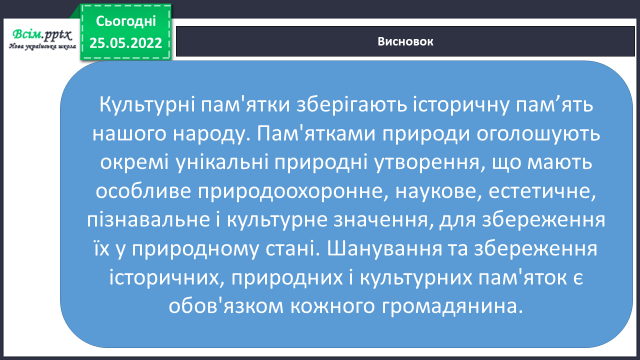 Всім.pptx
Нова українська школа
Сьогодні
25.05.2022
Висновок
Культурні пам'ятки зберігають історичну пам’ять
нашого народу. Пам'ятками природи оголошують
окремі унікальні природні утворення, що мають
особливе природоохоронне, наукове, естетичне,
пізнавальне і культурне значення, для збереження
їх у природному стані. Шанування та збереження
історичних, природних і культурних пам'яток є
обов'язком кожного громадянина.